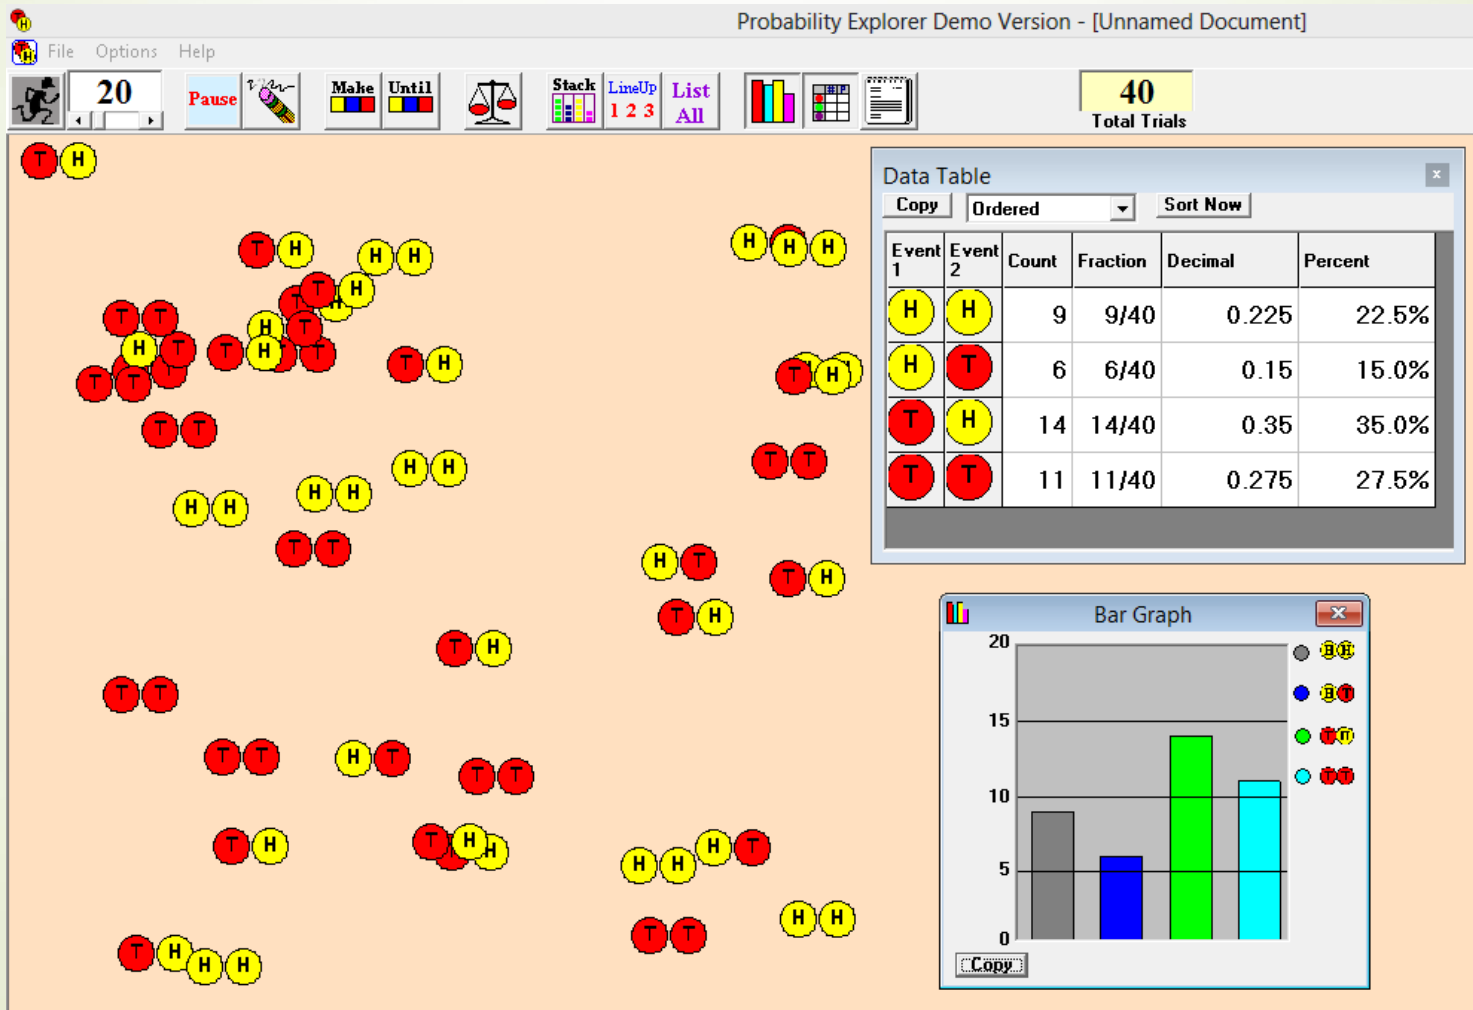 Probability Explorer Demo Version - [Unnamed Document]
File Options Help
20 Pause Make Until Stack LineUp 1 2 3 List All 40
Total Trials
T H
T H H H H H H
T H
T T H T
H T T H T T H T H
T T T H
T T
T T
H H
H H
H H
T T
H T T H
T H
T H
T T
T T H T T T
T H T H H
H H H T
H H
T T
T H H H
Data Table
Copy Ordered Sort Now
Event 1 Event 2 Count Fraction Decimal Percent
H H 9 9/40 0.225 22.5%
H T 6 6/40 0.15 15.0%
T H 14 14/40 0.35 35.0%
T T 11 11/40 0.275 27.5%
Bar Graph
20
15
10
5
0
Copy